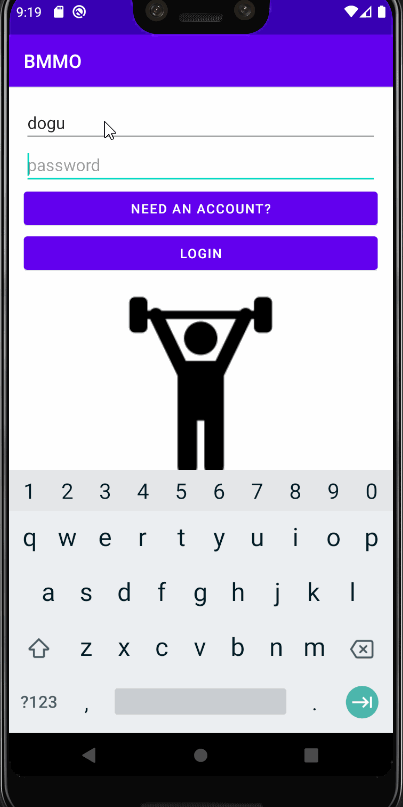 9:19
BMMO
dogu
password
NEED AN ACCOUNT?
LOGIN
1 2 3 4 5 6 7 8 9 0
q w e r t y u i o p
a s d f g h j k l
z x c v b n m
?123 , .